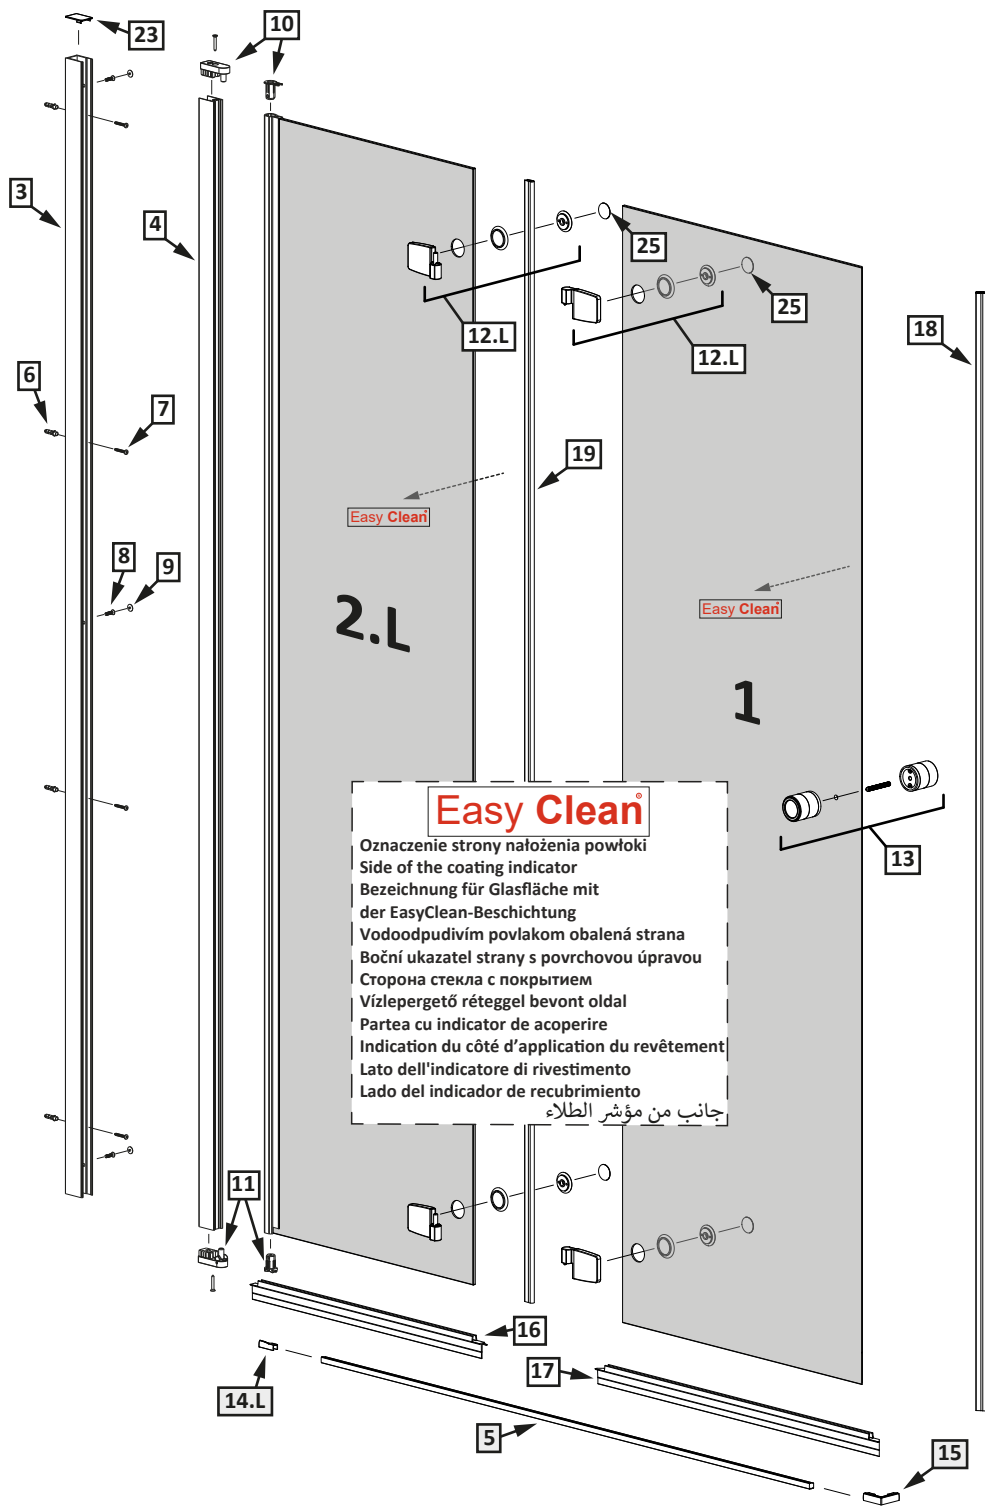 23
10
3
4
25
25
12.L
12.L
18
6
7
19
Easy Clean
8
9
2.L
Easy Clean
1
Easy Clean®
Oznaczenie strony nałożenia powłoki
Side of the coating indicator
Bezeichnung für Glasfläche mit
der EasyClean-Beschichtung
Vodoodpudivím povlakom obalená strana
Boční ukazatel strany s povrchovou úpravou
Сторона стекла с покрытием
Vízlepergető réteggel bevont oldal
Partea cu indicator de acoperire
Indication du côté d’application du revêtement
Lato dell'indicatore di rivestimento
Lado del indicador de recubrimiento
جانب من مؤشر الطلاء
13
11
16
17
14.L
5
15